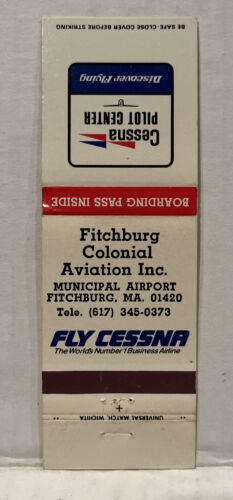 BE SAFE-CLOSE COVER BEFORE STRIKING
Discover Flying
Cessna
PILOT CENTER
BOARDING PASS INSIDE
Fitchburg
Colonial
Aviation Inc.
MUNICIPAL AIRPORT
FITCHBURG, MA. 01420
Tele. (617) 345-0373
FLY CESSNA
The World's Number 1 Business Airline
UNIVERSAL MATCH, WICHITA